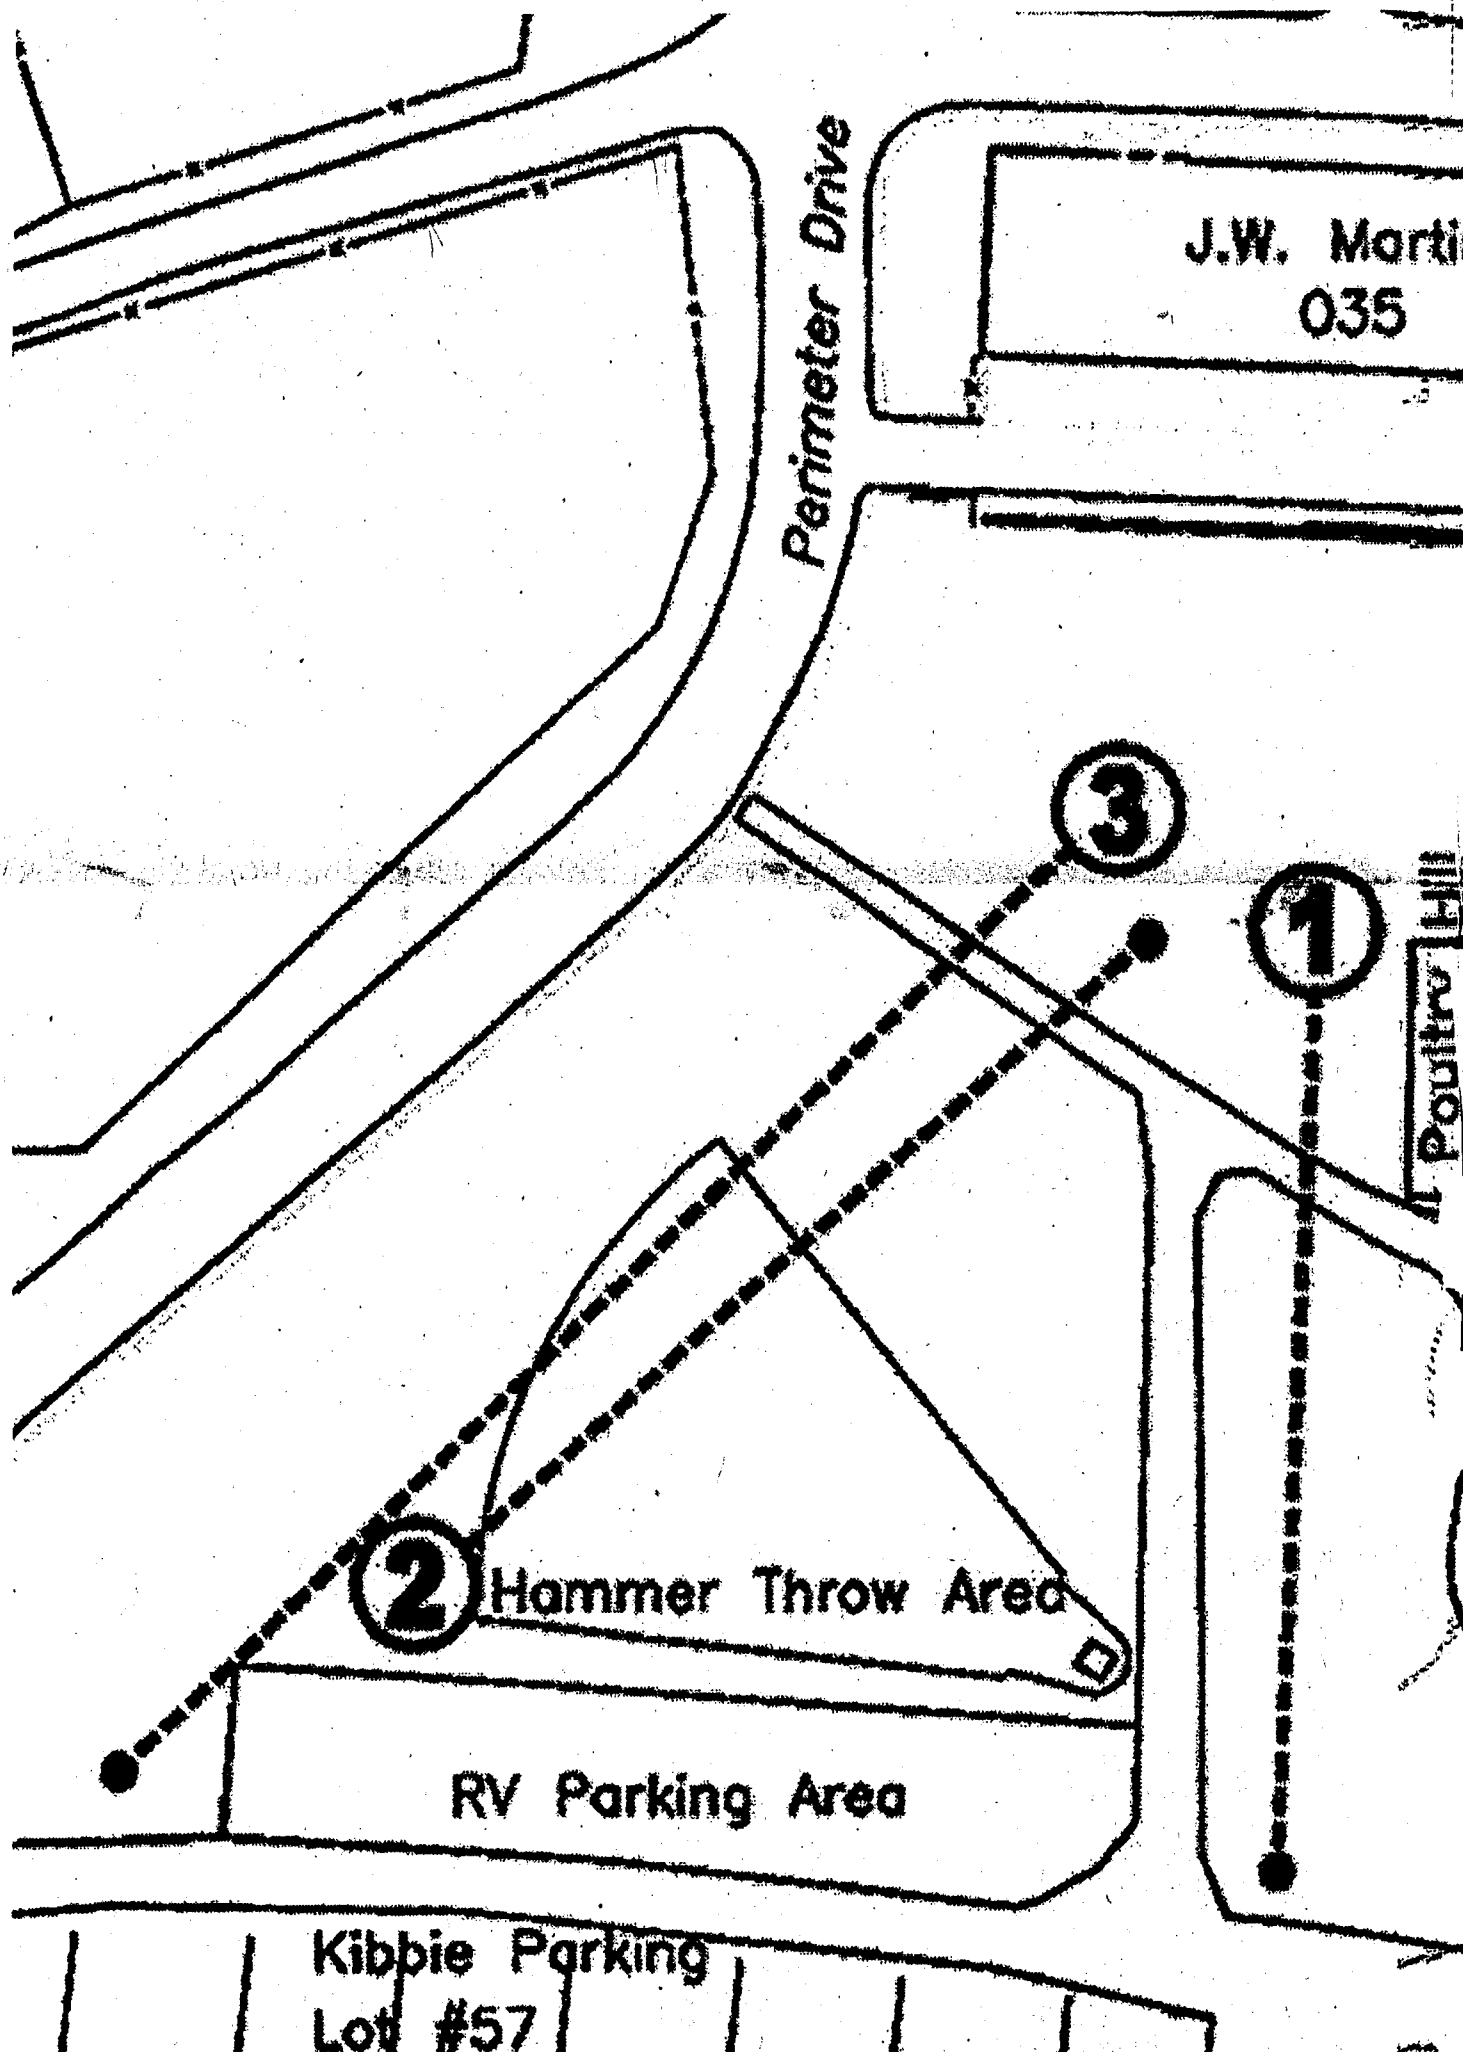 Perimeter Drive
J.W. Marti
035
3
1
Poultry Hill
2
Hammer Throw Area
RV Parking Area
Kibbie Parking
Lot #57